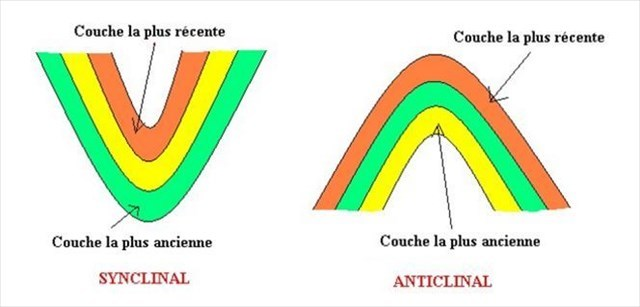 Couche la plus récente
Couche la plus récente
Couche la plus ancienne
Couche la plus ancienne
SYNCLINAL
ANTICLINAL